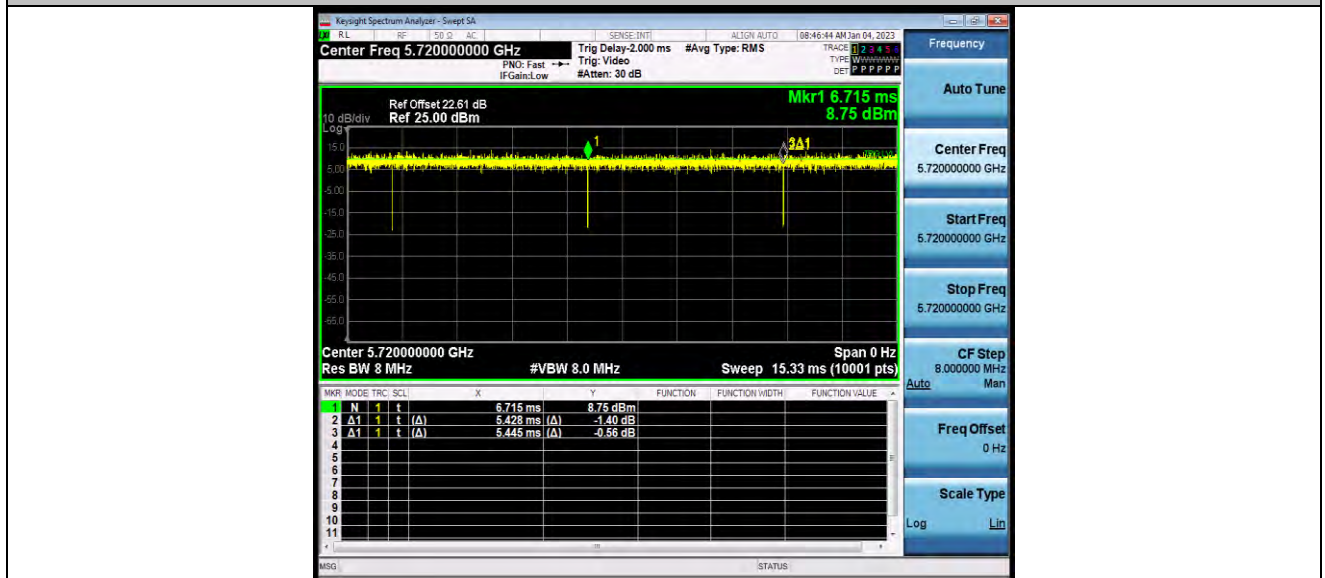 Keysight Spectrum Analyzer - Swept SA
RL RF 50 Ω AC SENSE:INT ALIGN AUTO 08:46:44 AM Jan 04, 2023
Center Freq 5.720000000 GHz
PNO: Fast
IFGain:Low
Trig Delay-2.000 ms
Trig: Video
#Atten: 30 dB
#Avg Type: RMS
TRACE 1 2 3 4 5 6
TYPE WWWWWW
DET P P P P P P
Frequency
Auto Tune
Center Freq
5.720000000 GHz
Start Freq
5.720000000 GHz
Stop Freq
5.720000000 GHz
CF Step
8.000000 MHz
Auto Man
Freq Offset
0 Hz
Scale Type
Log Lin
Mkr1 6.715 ms
8.75 dBm
Ref Offset 22.61 dB
10 dB/div Ref 25.00 dBm
Log
15.0
5.00
-5.00
-15.0
-25.0
-35.0
-45.0
-55.0
-65.0
1
3Δ1
Center 5.720000000 GHz Span 0 Hz
Res BW 8 MHz #VBW 8.0 MHz Sweep 15.33 ms (10001 pts)
MKR MODE TRC SCL X Y FUNCTION FUNCTION WIDTH FUNCTION VALUE
1 N 1 t 6.715 ms 8.75 dBm
2 Δ1 1 t (Δ) 5.428 ms (Δ) -1.40 dB
3 Δ1 1 t (Δ) 5.445 ms (Δ) -0.56 dB
4
5
6
7
8
9
10
11
MSG STATUS